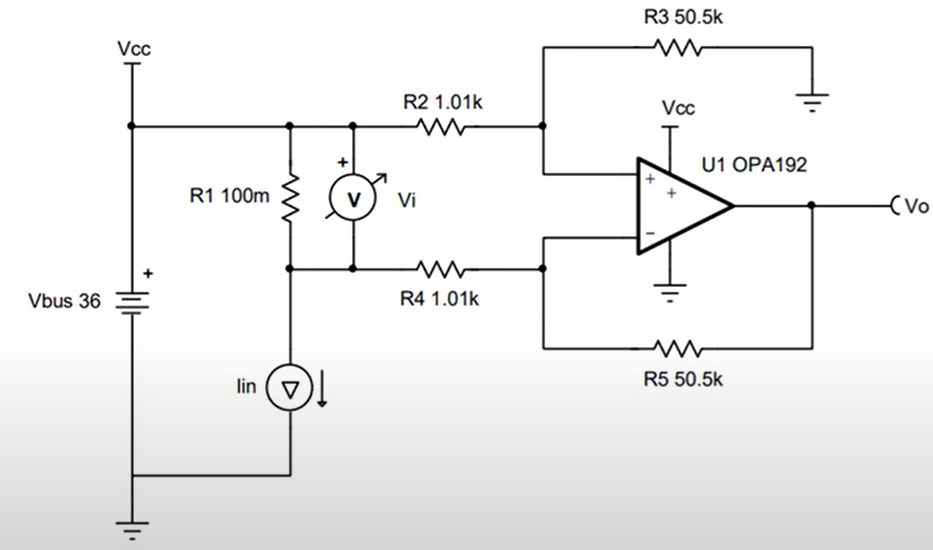 R3 50.5k
Vcc
R2 1.01k
Vcc
U1 OPA192
+
R1 100m
V
Vi
+
+
-
Vo
+
Vbus 36
R4 1.01k
R5 50.5k
Iin